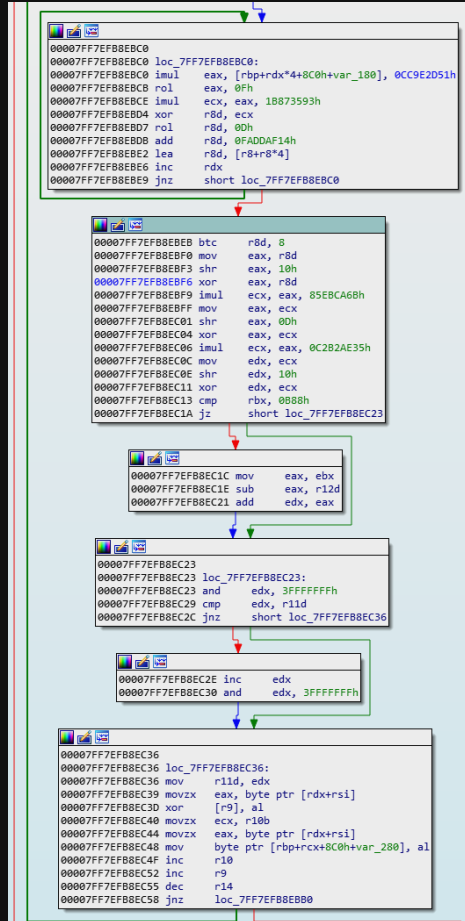 00007FF7EFB8EBC0
00007FF7EFB8EBC0 loc_7FF7EFB8EBC0:
00007FF7EFB8EBC0 imul eax, [rbp+rdx*4+8C0h+var_180], 0CC9E2D51h
00007FF7EFB8EBCB rol eax, 0Fh
00007FF7EFB8EBCE imul ecx, eax, 1B873593h
00007FF7EFB8EBD4 xor r8d, ecx
00007FF7EFB8EBD7 rol r8d, 0Dh
00007FF7EFB8EBDB add r8d, 0FADDAF14h
00007FF7EFB8EBE2 lea r8d, [r8+r8*4]
00007FF7EFB8EBE6 inc rdx
00007FF7EFB8EBE9 jnz short loc_7FF7EFB8EBC0
00007FF7EFB8EBEB btc r8d, 8
00007FF7EFB8EBF0 mov eax, r8d
00007FF7EFB8EBF3 shr eax, 10h
00007FF7EFB8EBF6 xor eax, r8d
00007FF7EFB8EBF9 imul ecx, eax, 85EBCA6Bh
00007FF7EFB8EBFF mov eax, ecx
00007FF7EFB8EC01 shr eax, 0Dh
00007FF7EFB8EC04 xor eax, ecx
00007FF7EFB8EC06 imul ecx, eax, 0C2B2AE35h
00007FF7EFB8EC0C mov edx, ecx
00007FF7EFB8EC0E shr edx, 10h
00007FF7EFB8EC11 xor edx, ecx
00007FF7EFB8EC13 cmp rbx, 0B88h
00007FF7EFB8EC1A jz short loc_7FF7EFB8EC23
00007FF7EFB8EC1C mov eax, ebx
00007FF7EFB8EC1E sub eax, r12d
00007FF7EFB8EC21 add edx, eax
00007FF7EFB8EC23
00007FF7EFB8EC23 loc_7FF7EFB8EC23:
00007FF7EFB8EC23 and edx, 3FFFFFFFh
00007FF7EFB8EC29 cmp edx, r11d
00007FF7EFB8EC2C jnz short loc_7FF7EFB8EC36
00007FF7EFB8EC2E inc edx
00007FF7EFB8EC30 and edx, 3FFFFFFFh
00007FF7EFB8EC36
00007FF7EFB8EC36 loc_7FF7EFB8EC36:
00007FF7EFB8EC36 mov r11d, edx
00007FF7EFB8EC39 movzx eax, byte ptr [rdx+rsi]
00007FF7EFB8EC3D xor [r9], al
00007FF7EFB8EC40 movzx ecx, r10b
00007FF7EFB8EC44 movzx eax, byte ptr [rdx+rsi]
00007FF7EFB8EC48 mov byte ptr [rbp+rcx+8C0h+var_280], al
00007FF7EFB8EC4F inc r10
00007FF7EFB8EC52 inc r9
00007FF7EFB8EC55 dec r14
00007FF7EFB8EC58 jnz loc_7FF7EFB8EBB0